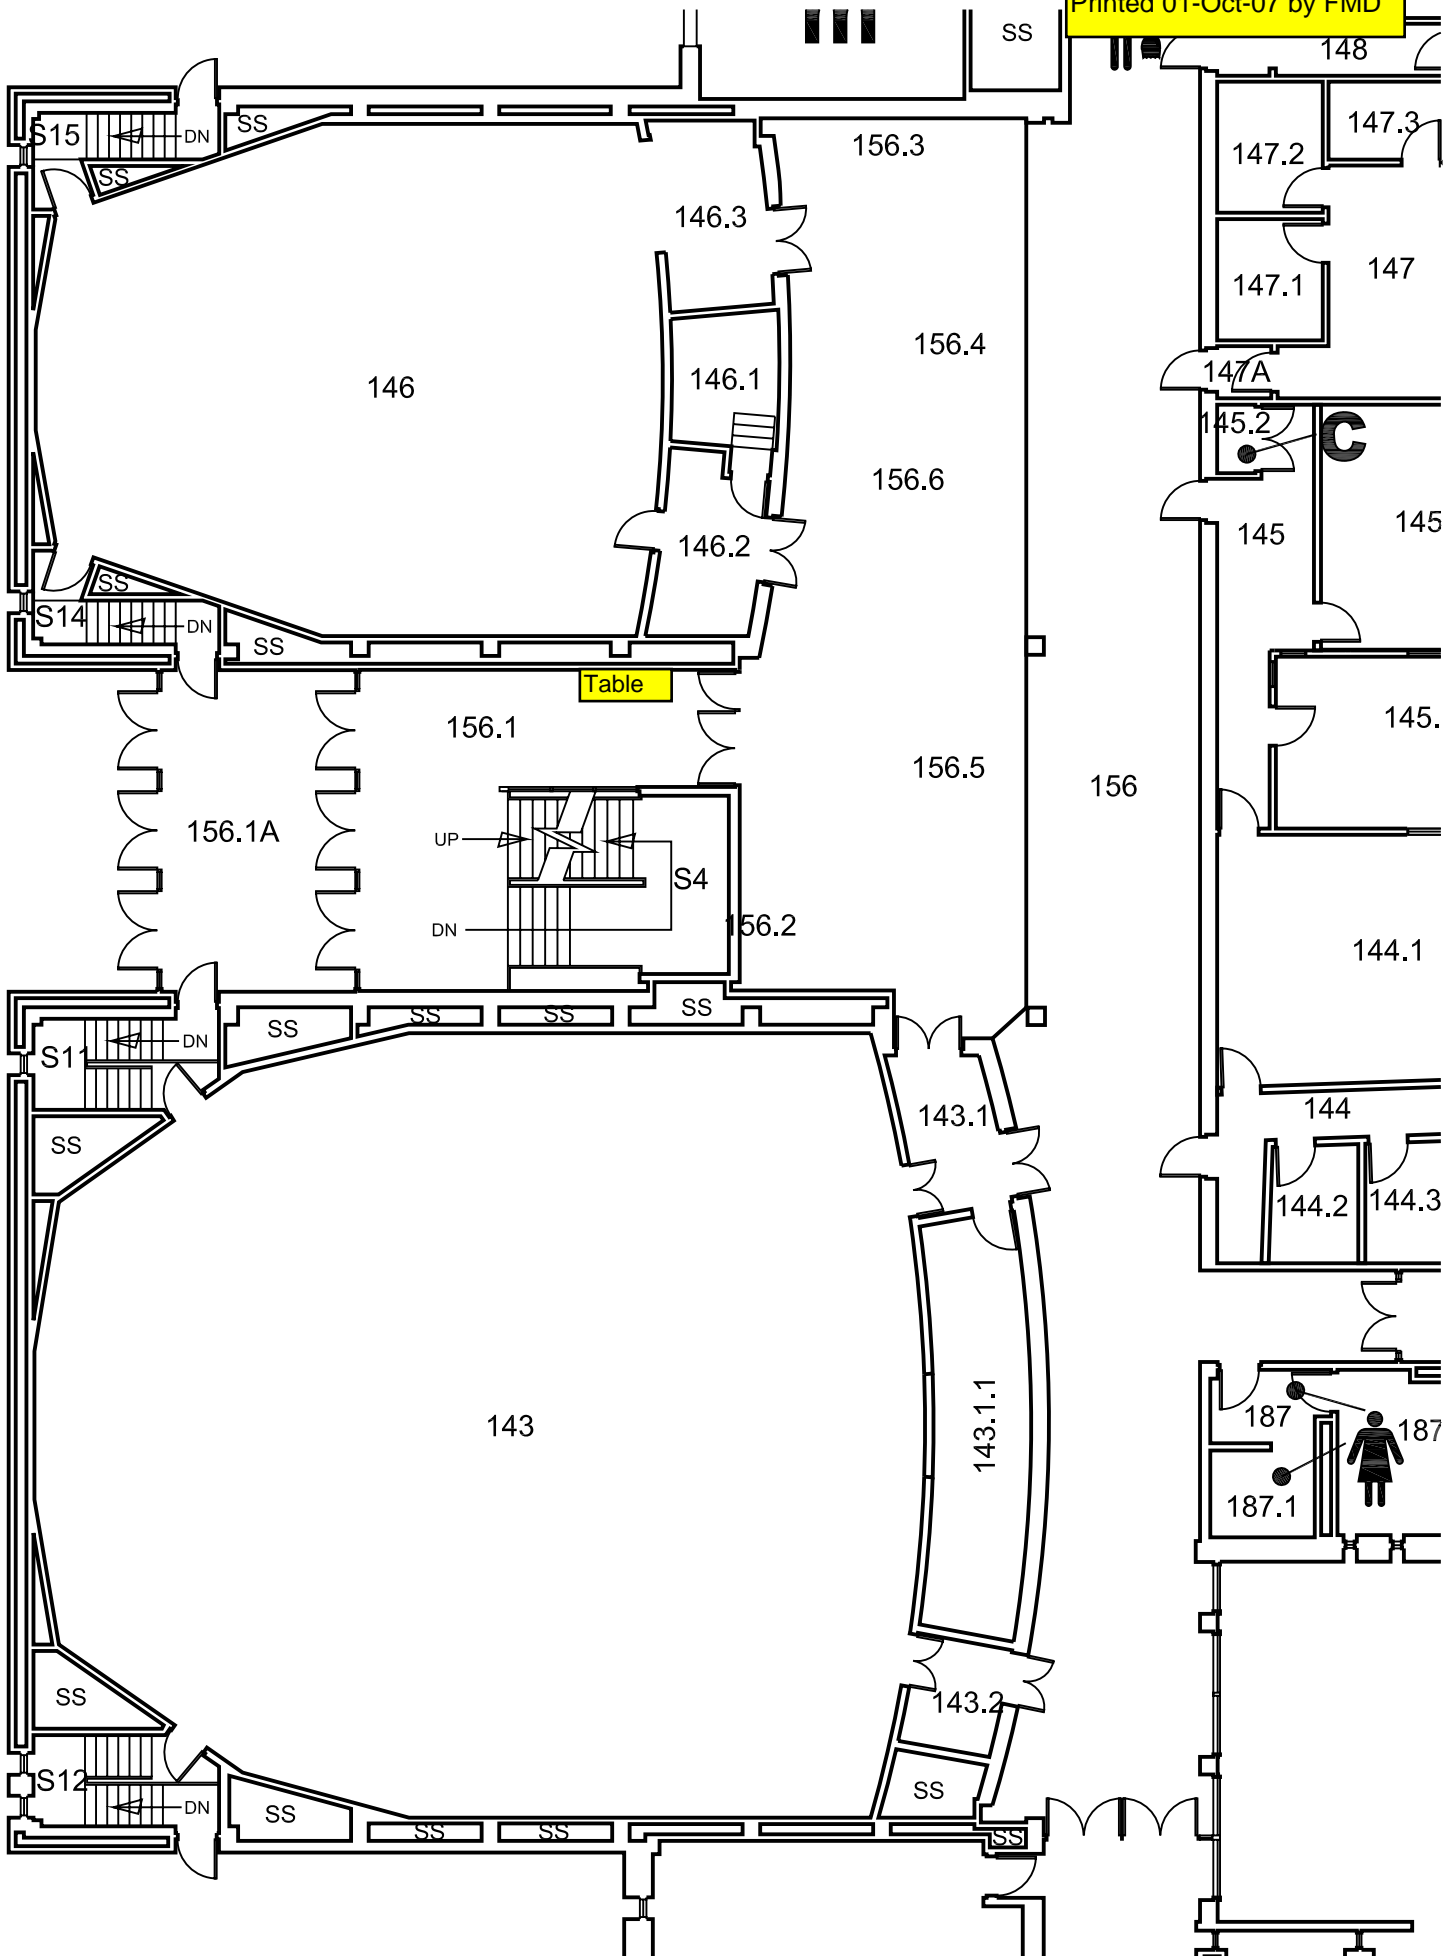 Printed 01-Oct-07 by FMD
SS
148
S15
DN
SS
SS
156.3
147.2
147.3
146.3
147.1
147
156.4
146
146.1
147A
145.2
C
156.6
145
145
146.2
SS
S14
DN
SS
Table
156.1
145.
156.5
156
156.1A
UP
S4
DN
156.2
144.1
SS
SS
SS
SS
S11
DN
143.1
144
SS
144.2
144.3
143
143.1.1
187
187
187.1
SS
143.2
S12
DN
SS
SS
SS
SS
SS